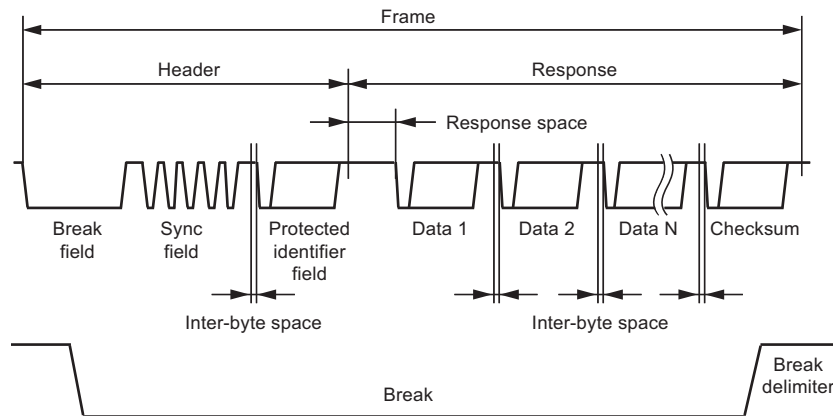 Frame
Header
Response
Response space
Break
field
Sync
field
Protected
identifier
field
Data 1
Data 2
Data N
Checksum
Inter-byte space
Inter-byte space
Break
Break
delimiter